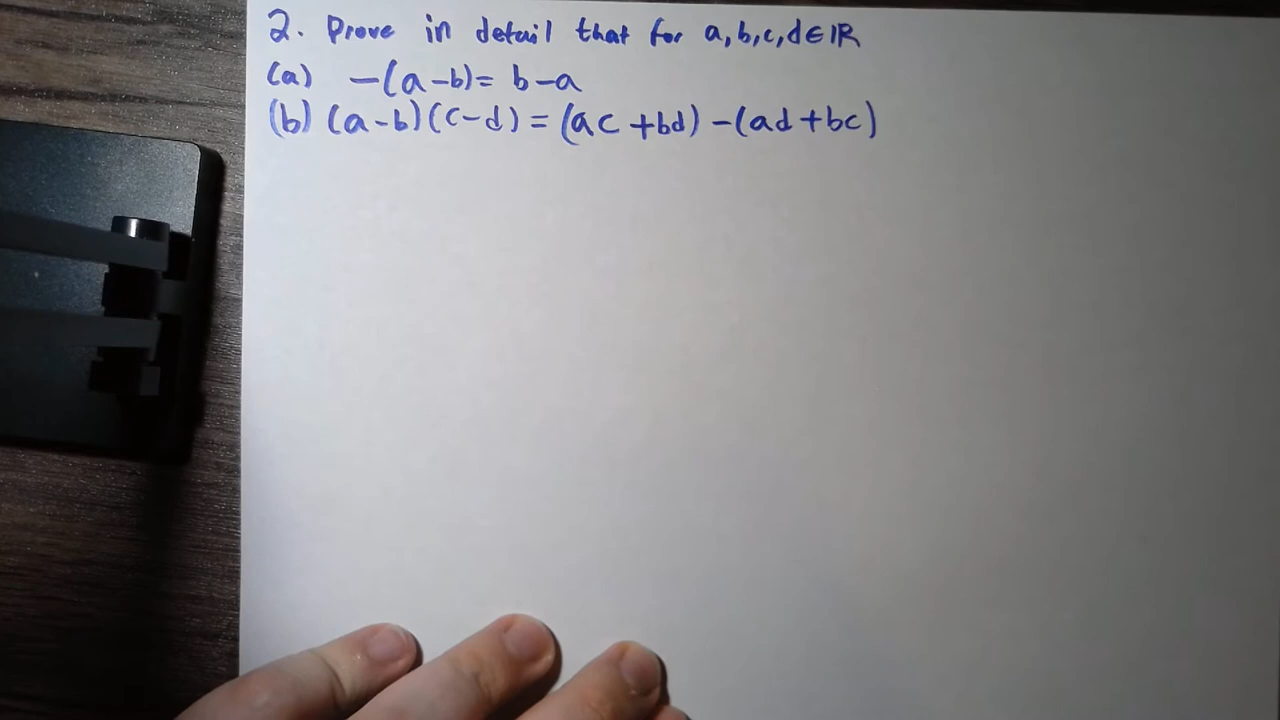 2. Prove in detail that for a,b,c,d∈ℝ
(a) -(a-b)= b-a
(b) (a-b)(c-d) = (ac+bd) -(ad+bc)